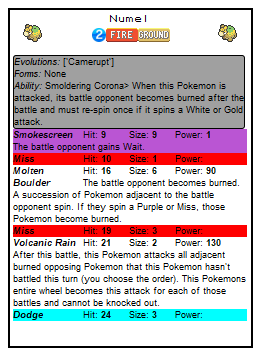 Numel
2 FIRE GROUND
Evolutions: ['Camerupt']
Forms: None
Ability: Smoldering Corona> When this Pokemon is
attacked, its battle opponent becomes burned after the
battle and must re-spin once if it spins a White or Gold
attack.
Smokescreen Hit: 9 Size: 9 Power: 1
The battle opponent gains Wait.
Miss Hit: 10 Size: 1 Power:
Molten Hit: 16 Size: 6 Power: 90
Boulder The battle opponent becomes burned.
A succession of Pokemon adjacent to the battle
opponent spin. If they spin a Purple or Miss, those
Pokemon become burned.
Miss Hit: 19 Size: 3 Power:
Volcanic Rain Hit: 21 Size: 2 Power: 130
After this battle, this Pokemon attacks all adjacent
burned opposing Pokemon that this Pokemon hasn't
battled this turn (you choose the order). This Pokemons
entire wheel becomes this attack for each of those
battles and cannot be knocked out.
Dodge Hit: 24 Size: 3 Power: